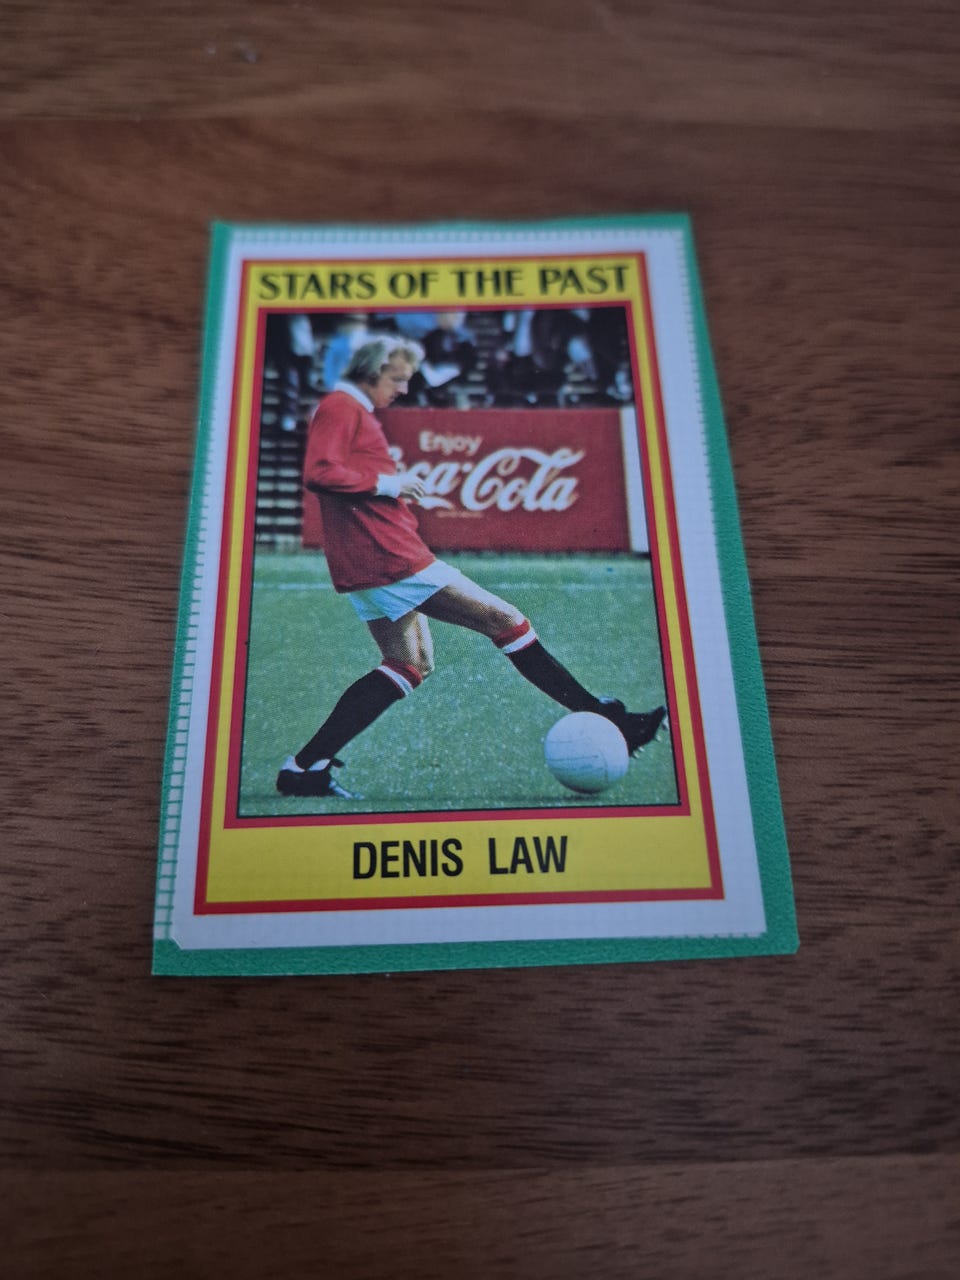 STARS OF THE PAST
Enjoy
Coca-Cola
DENIS LAW